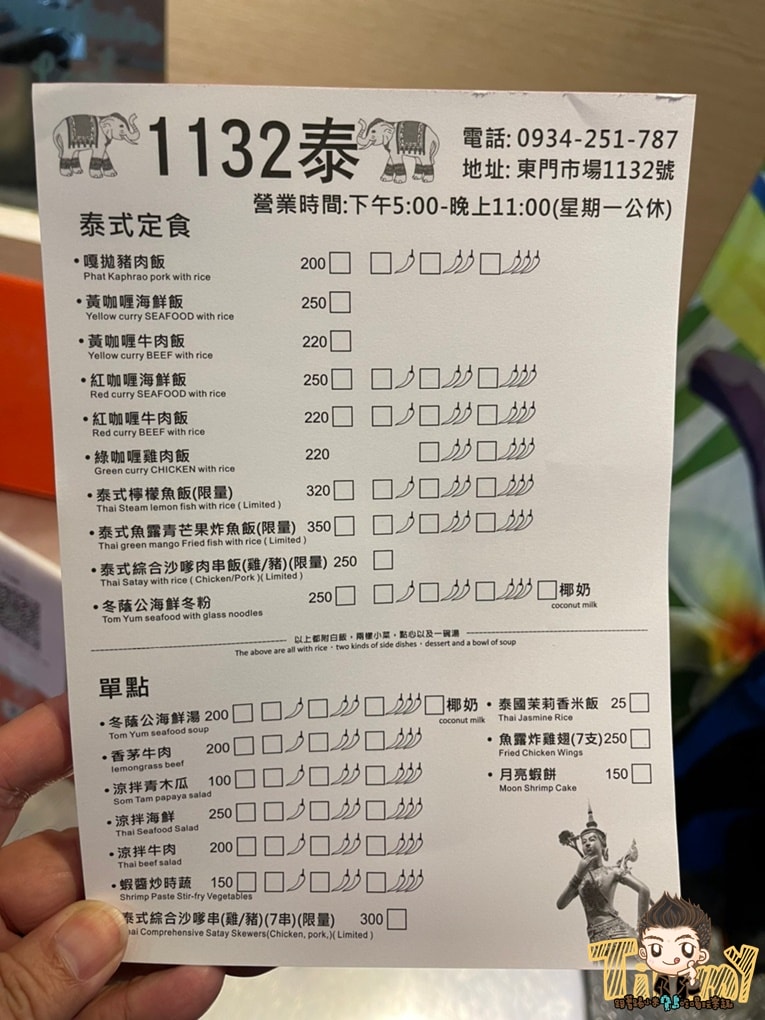 1132泰
電話: 0934-251-787
地址: 東門市場1132號
營業時間:下午5:00-晚上11:00(星期一公休)
泰式定食
•嘎拋豬肉飯 200
Phat Kaphrao pork with rice
•黃咖喱海鮮飯 250
Yellow curry SEAFOOD with rice
•黃咖喱牛肉飯 220
Yellow curry BEEF with rice
•紅咖喱海鮮飯 250
Red curry SEAFOOD with rice
•紅咖喱牛肉飯 220
Red curry BEEF with rice
•綠咖喱雞肉飯 220
Green curry CHICKEN with rice
•泰式檸檬魚飯(限量) 320
Thai Steam lemon fish with rice ( Limited )
•泰式魚露青芒果炸魚飯(限量) 350
Thai green mango Fried fish with rice ( Limited )
•泰式綜合沙嗲肉串飯(雞/豬)(限量) 250
Thai Satay with rice ( Chicken/Pork )( Limited )
•冬蔭公海鮮冬粉 250 椰奶
Tom Yum seafood with glass noodles coconut milk
以上都附白飯，兩樣小菜，點心以及一碗湯
The above are all with rice，two kinds of side dishes，dessert and a bowl of soup
單點
•冬蔭公海鮮湯 200 椰奶
Tom Yum seafood soup coconut milk
•香茅牛肉 200
lemongrass beef
•涼拌青木瓜 100
Som Tam papaya salad
•涼拌海鮮 250
Thai Seafood Salad
•涼拌牛肉 200
Thai beef salad
•蝦醬炒時蔬 150
Shrimp Paste Stir-fry Vegetables
泰式綜合沙嗲串(雞/豬)(7串)(限量) 300
hai Comprehensive Satay Skewers(Chicken, pork,)( Limited )
•泰國茉莉香米飯 25
Thai Jasmine Rice
•魚露炸雞翅(7支)250
Fried Chicken Wings
•月亮蝦餅 150
Moon Shrimp Cake